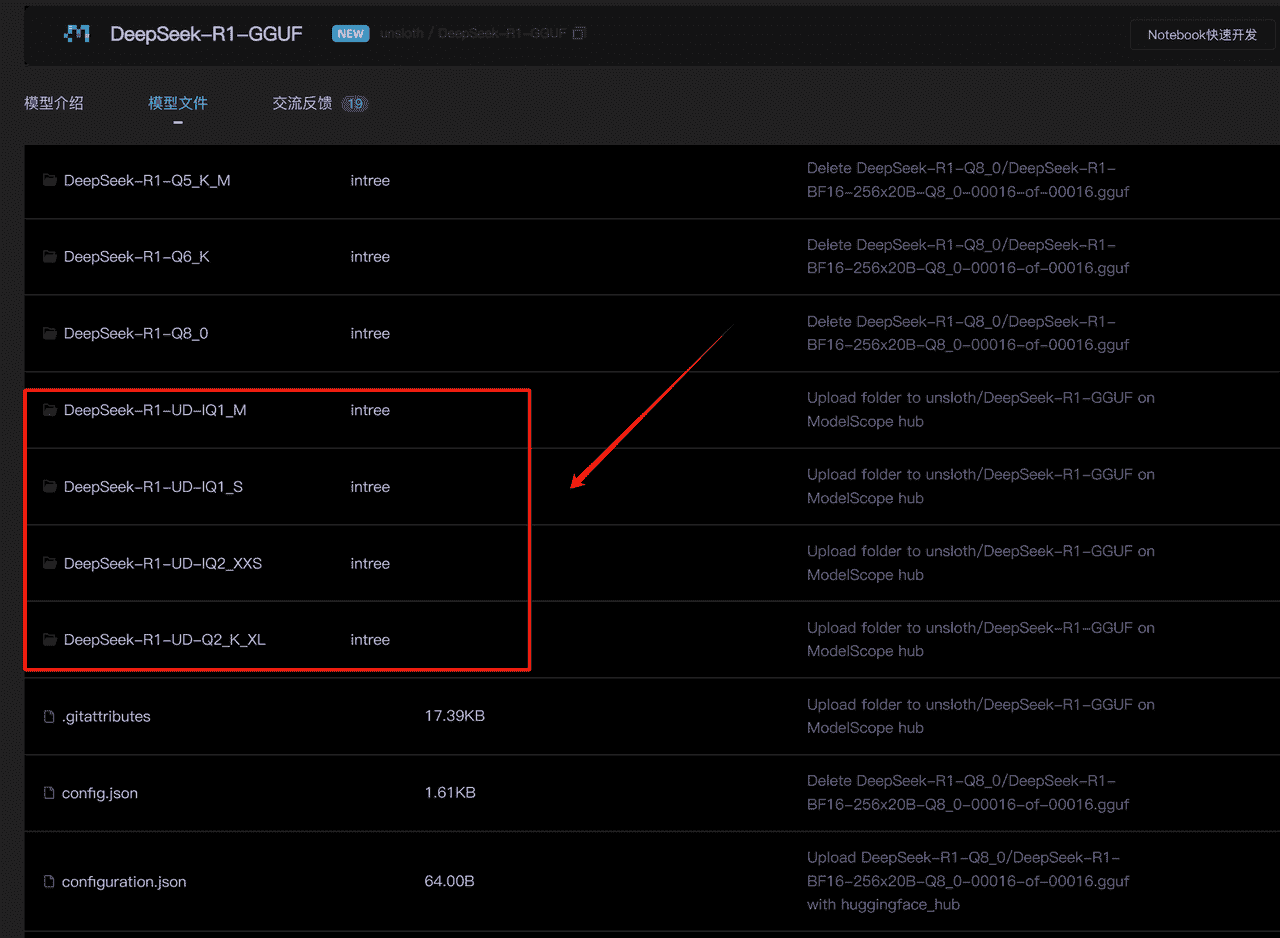 DeepSeek-R1-GGUF NEW unsloth / DeepSeek-R1-GGUF Notebook快速开发
模型介绍 模型文件 交流反馈 19
DeepSeek-R1-Q5_K_M intree Delete DeepSeek-R1-Q8_0/DeepSeek-R1-
BF16-256x20B-Q8_0-00016-of-00016.gguf
DeepSeek-R1-Q6_K intree Delete DeepSeek-R1-Q8_0/DeepSeek-R1-
BF16-256x20B-Q8_0-00016-of-00016.gguf
DeepSeek-R1-Q8_0 intree Delete DeepSeek-R1-Q8_0/DeepSeek-R1-
BF16-256x20B-Q8_0-00016-of-00016.gguf
DeepSeek-R1-UD-IQ1_M intree Upload folder to unsloth/DeepSeek-R1-GGUF on
ModelScope hub
DeepSeek-R1-UD-IQ1_S intree Upload folder to unsloth/DeepSeek-R1-GGUF on
ModelScope hub
DeepSeek-R1-UD-IQ2_XXS intree Upload folder to unsloth/DeepSeek-R1-GGUF on
ModelScope hub
DeepSeek-R1-UD-Q2_K_XL intree Upload folder to unsloth/DeepSeek-R1-GGUF on
ModelScope hub
.gitattributes 17.39KB Upload folder to unsloth/DeepSeek-R1-GGUF on
ModelScope hub
config.json 1.61KB Delete DeepSeek-R1-Q8_0/DeepSeek-R1-
BF16-256x20B-Q8_0-00016-of-00016.gguf
configuration.json 64.00B Upload DeepSeek-R1-Q8_0/DeepSeek-R1-
BF16-256x20B-Q8_0-00016-of-00016.gguf
with huggingface_hub